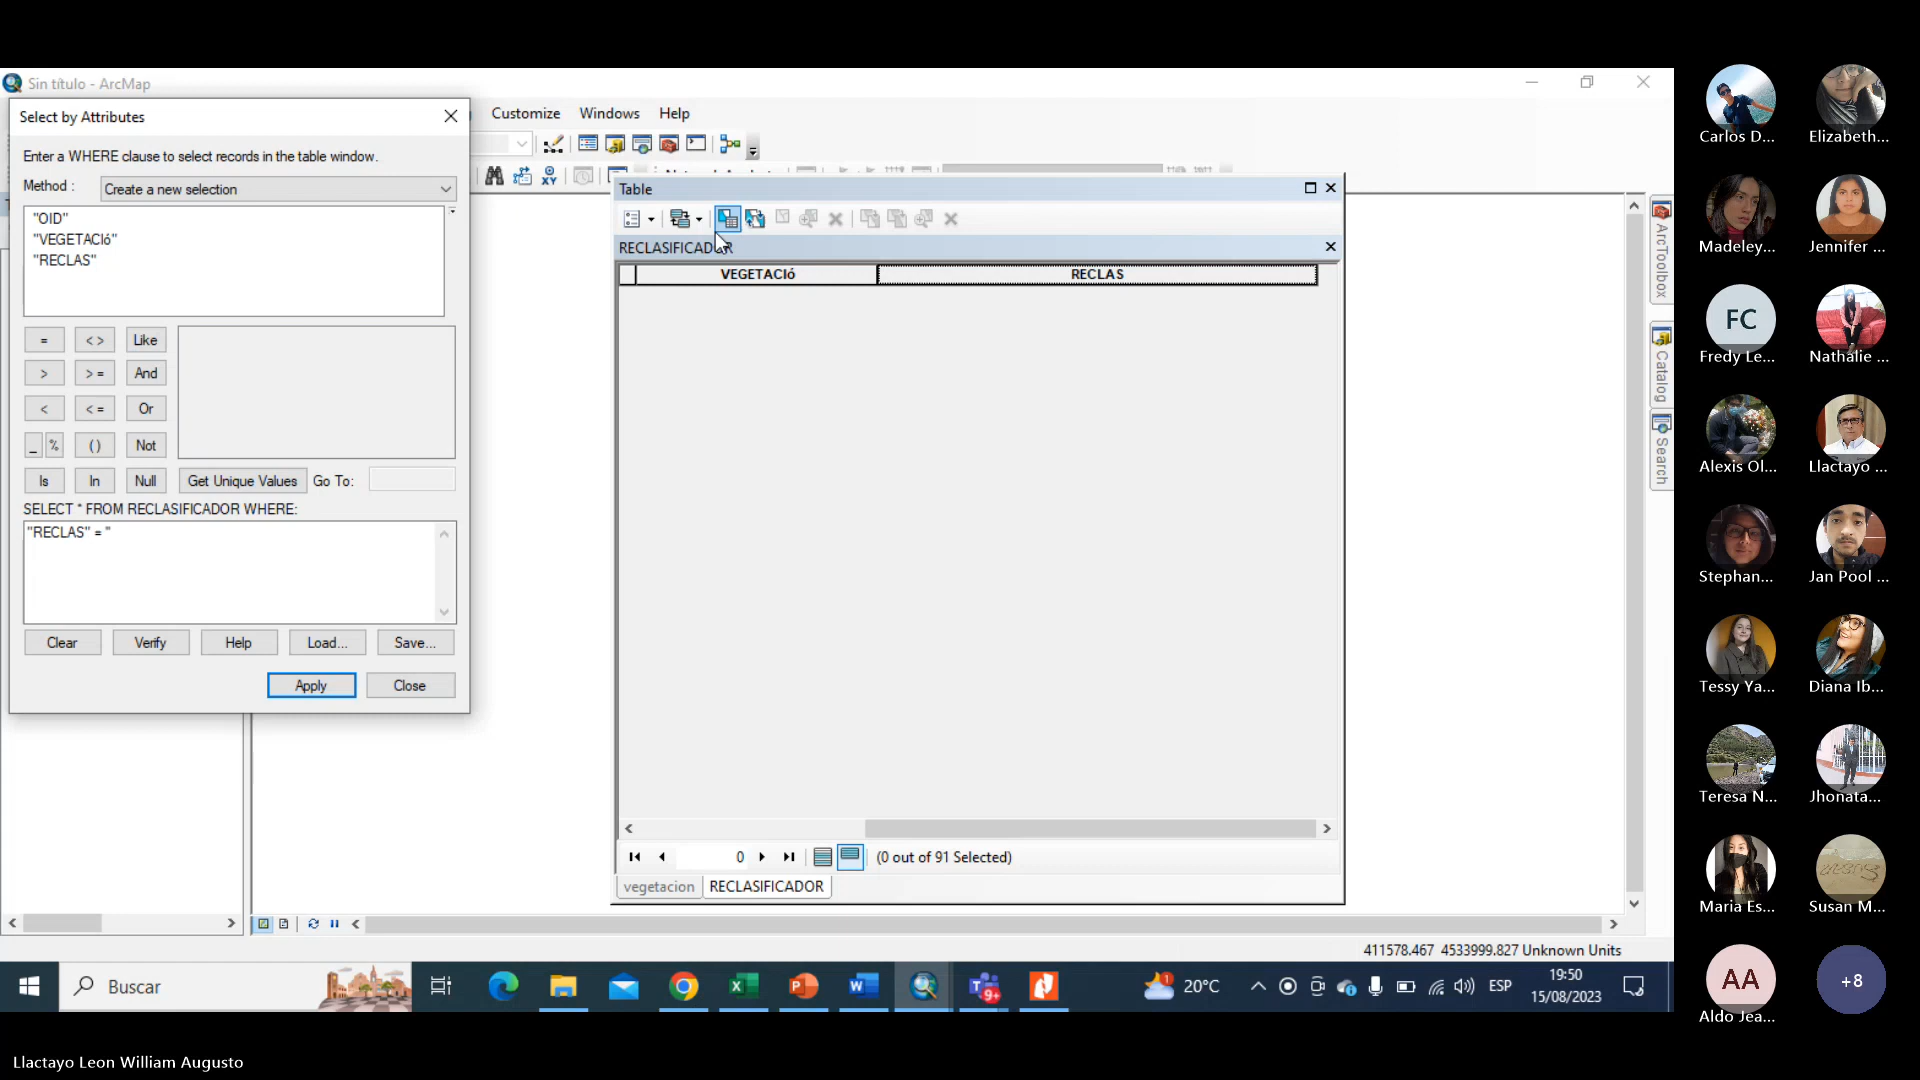 Sin título - ArcMap
Select by Attributes
Customize Windows Help
Enter a WHERE clause to select records in the table window.
Method : Create a new selection
"OID"
"VEGETACIó"
"RECLAS"
= < > Like
> > = And
< < = Or
_ % ( ) Not
Is In Null Get Unique Values Go To:
SELECT * FROM RECLASIFICADOR WHERE:
"RECLAS" = ''
Clear Verify Help Load... Save...
Apply Close
Table
RECLASIFICADOR
VEGETACIó RECLAS
0 (0 out of 91 Selected)
vegetacion RECLASIFICADOR
ArcToolbox
Catalog
Search
411578.467 4533999.827 Unknown Units
Buscar
9+
20°C
ESP
19:50
15/08/2023
Carlos D... Elizabeth...
Madeley... Jennifer ...
FC
Fredy Le... Nathalie ...
Alexis Ol... Llactayo ...
Stephan... Jan Pool ...
Tessy Ya... Diana Ib...
Teresa N... Jhonata...
Maria Es... Susan M...
AA +8
Aldo Jea...
Llactayo Leon William Augusto